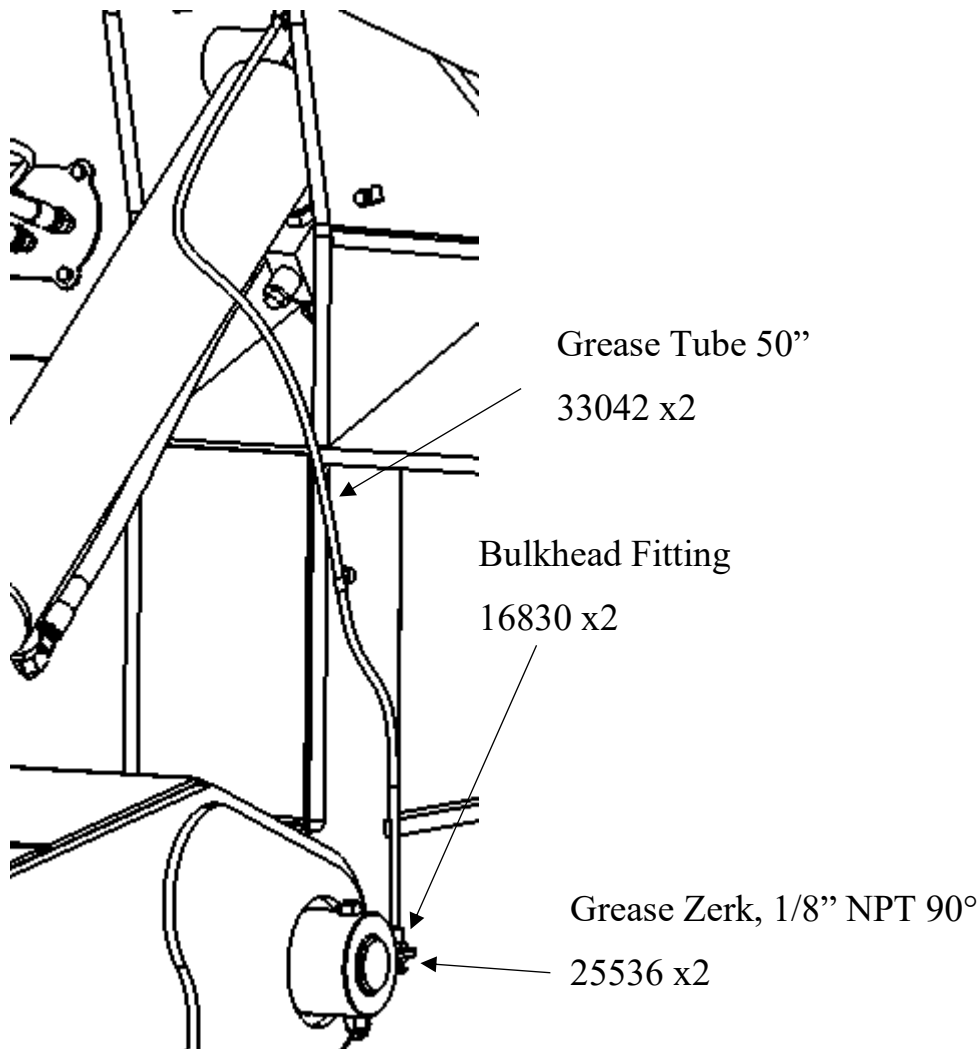 Grease Tube 50”
33042 x2
Bulkhead Fitting
16830 x2
Grease Zerk, 1/8” NPT 90°
25536 x2